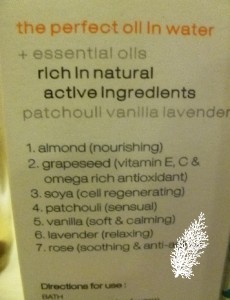 the perfect oil in water
+ essential oils
rich in natural
active ingredients
patchouli vanilla lavender
1. almond (nourishing)
2. grapeseed (vitamin E, C &
omega rich antioxidant)
3. soya (cell regenerating)
4. patchouli (sensual)
5. vanilla (soft & calming)
6. lavender (relaxing)
7. rose (soothing & anti-
Directions for use:
BATH